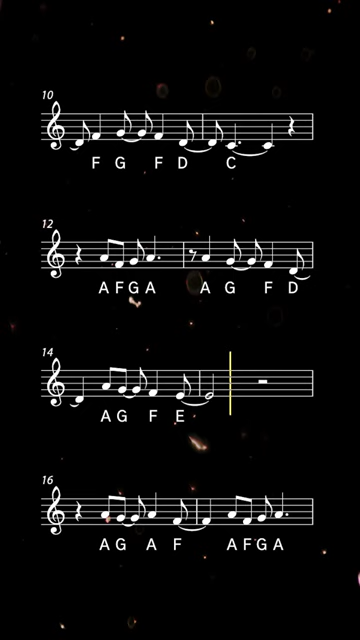 10
F G F D C
12
A F G A A G F D
14
A G F E
16
A G A F A F G A